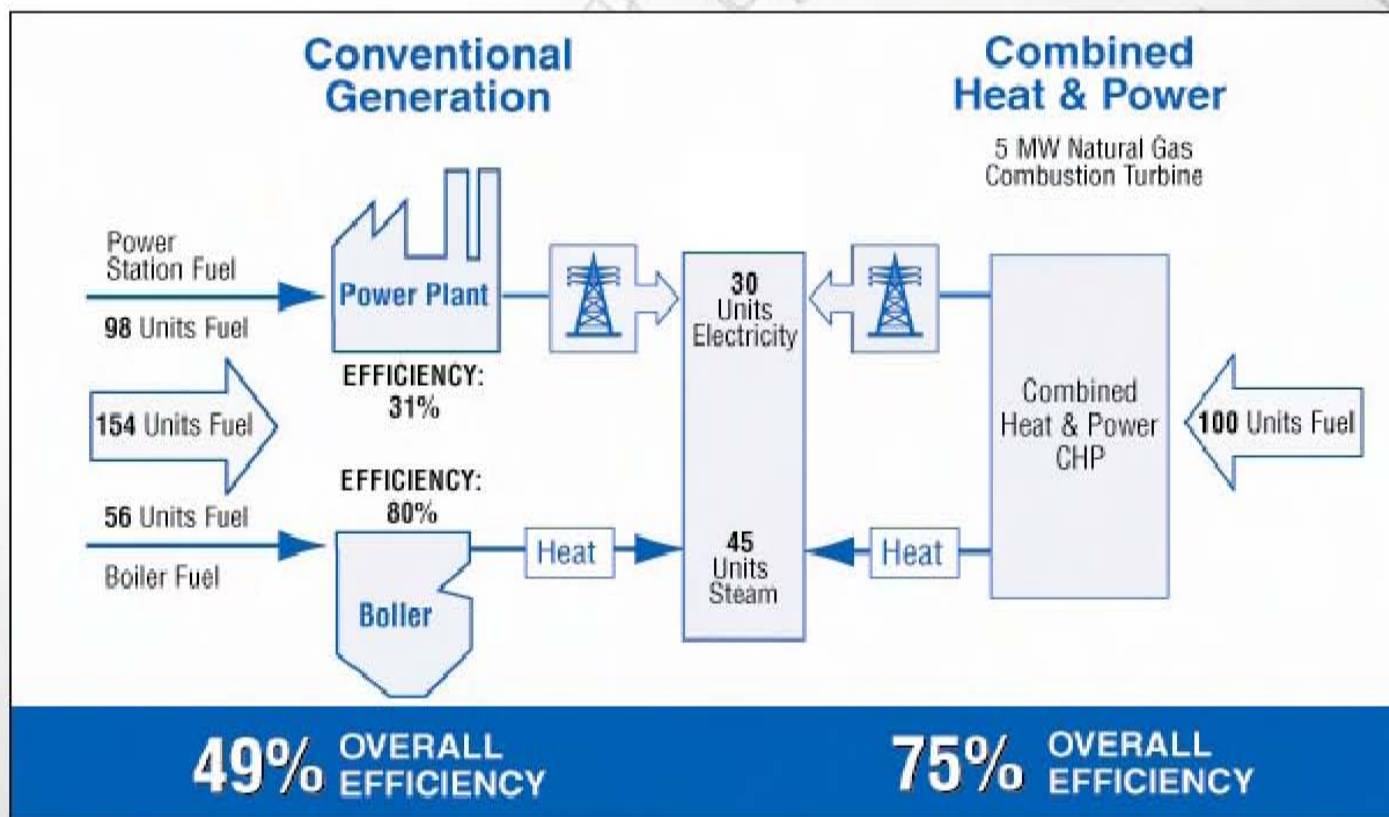 Conventional
Generation
Combined
Heat & Power
5 MW Natural Gas
Combustion Turbine
Power
Station Fuel
98 Units Fuel
Power Plant
EFFICIENCY:
31%
154 Units Fuel
EFFICIENCY:
80%
56 Units Fuel
Boiler Fuel
Boiler
Heat
30
Units
Electricity
45
Units
Steam
Heat
Combined
Heat & Power
CHP
100 Units Fuel
49% OVERALL
EFFICIENCY
75% OVERALL
EFFICIENCY